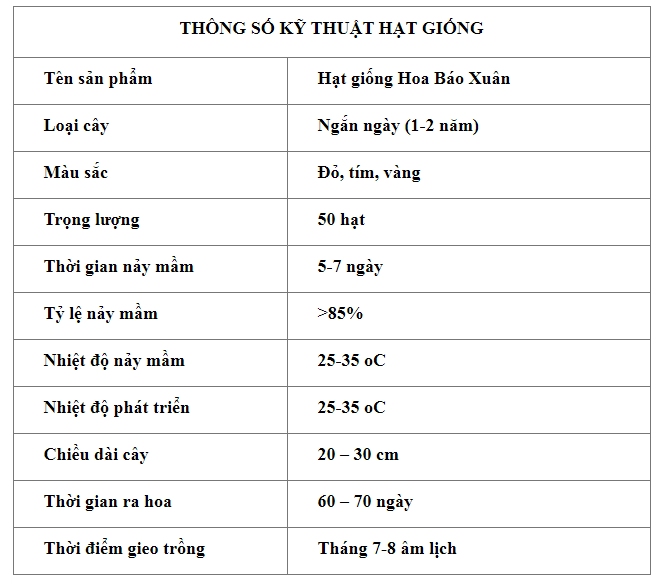 THÔNG SỐ KỸ THUẬT HẠT GIỐNG
Tên sản phẩm Hạt giống Hoa Báo Xuân
Loại cây Ngắn ngày (1-2 năm)
Màu sắc Đỏ, tím, vàng
Trọng lượng 50 hạt
Thời gian nảy mầm 5-7 ngày
Tỷ lệ nảy mầm >85%
Nhiệt độ nảy mầm 25-35 oC
Nhiệt độ phát triển 25-35 oC
Chiều dài cây 20 – 30 cm
Thời gian ra hoa 60 – 70 ngày
Thời điểm gieo trồng Tháng 7-8 âm lịch